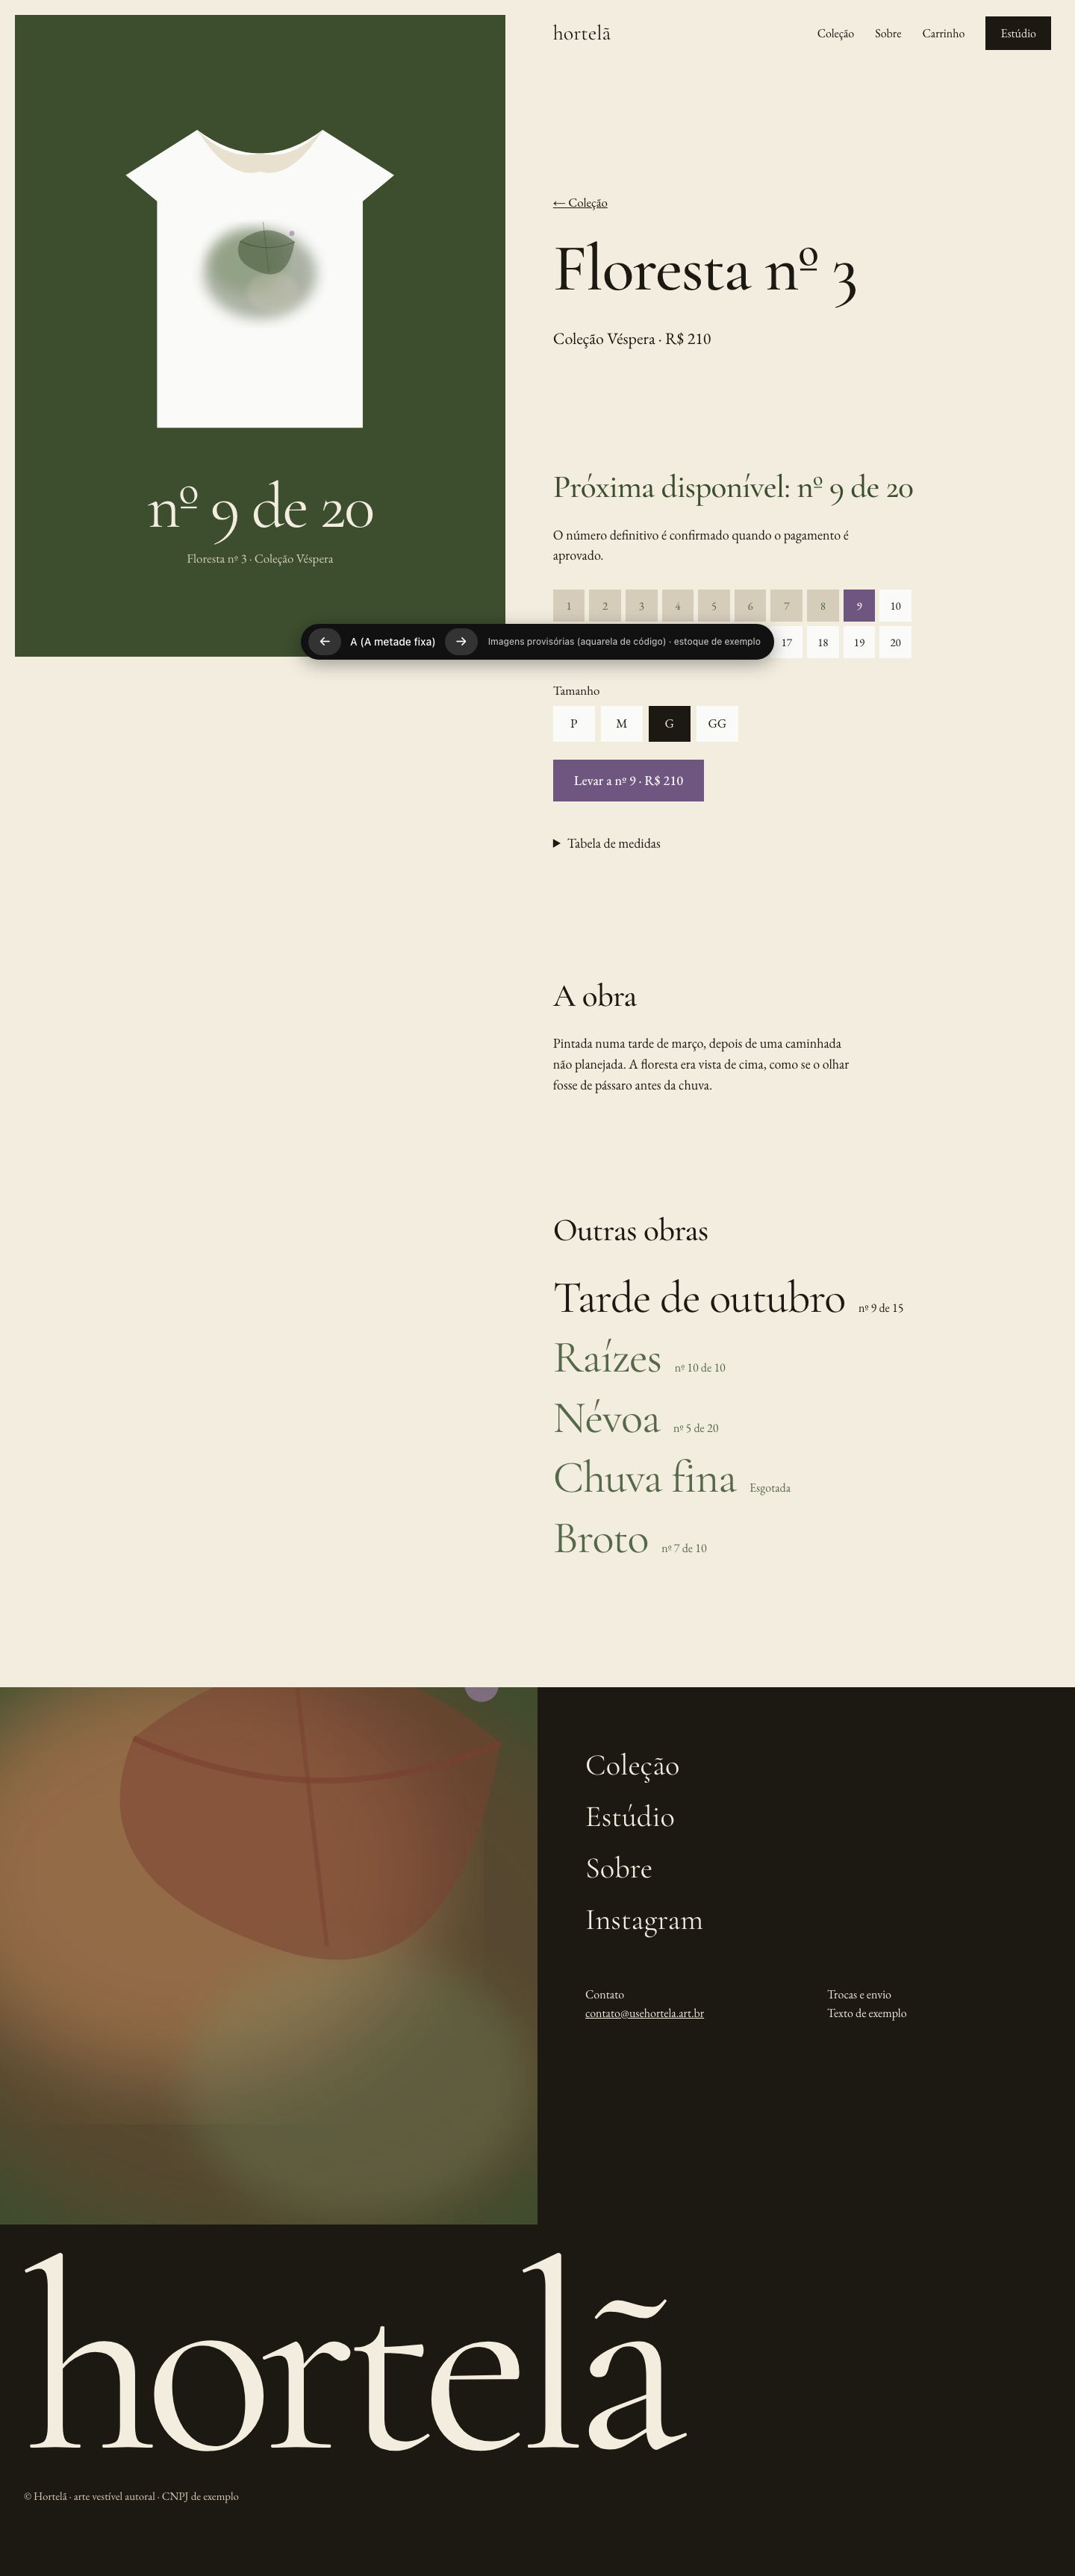 hortelã
Coleção
Sobre
Carrinho
Estúdio
nº 9 de 20
Floresta nº 3 · Coleção Véspera
← Coleção
Floresta nº 3
Coleção Véspera · R$ 210
Próxima disponível: nº 9 de 20
O número definitivo é confirmado quando o pagamento é
aprovado.
1 2 3 4 5 6 7 8 9 10
17 18 19 20
← A (A metade fixa) → Imagens provisórias (aquarela de código) · estoque de exemplo
Tamanho
P M G GG
Levar a nº 9 · R$ 210
▶ Tabela de medidas
A obra
Pintada numa tarde de março, depois de uma caminhada
não planejada. A floresta era vista de cima, como se o olhar
fosse de pássaro antes da chuva.
Outras obras
Tarde de outubro nº 9 de 15
Raízes nº 10 de 10
Névoa nº 5 de 20
Chuva fina Esgotada
Broto nº 7 de 10
Coleção
Estúdio
Sobre
Instagram
Contato
contato@usehortela.art.br
Trocas e envio
Texto de exemplo
hortelã
© Hortelã · arte vestível autoral · CNPJ de exemplo